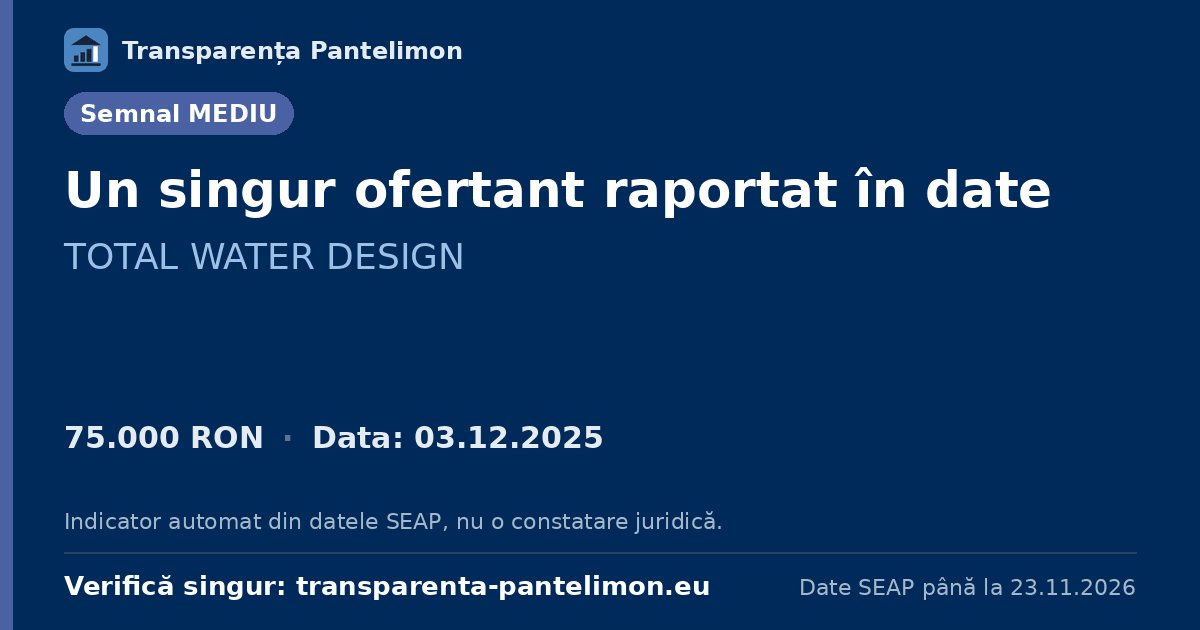 Transparența Pantelimon
Semnal MEDIU
Un singur ofertant raportat în date
TOTAL WATER DESIGN
75.000 RON · Data: 03.12.2025
Indicator automat din datele SEAP, nu o constatare juridică.
Verifică singur: transparenta-pantelimon.eu
Date SEAP până la 23.11.2026